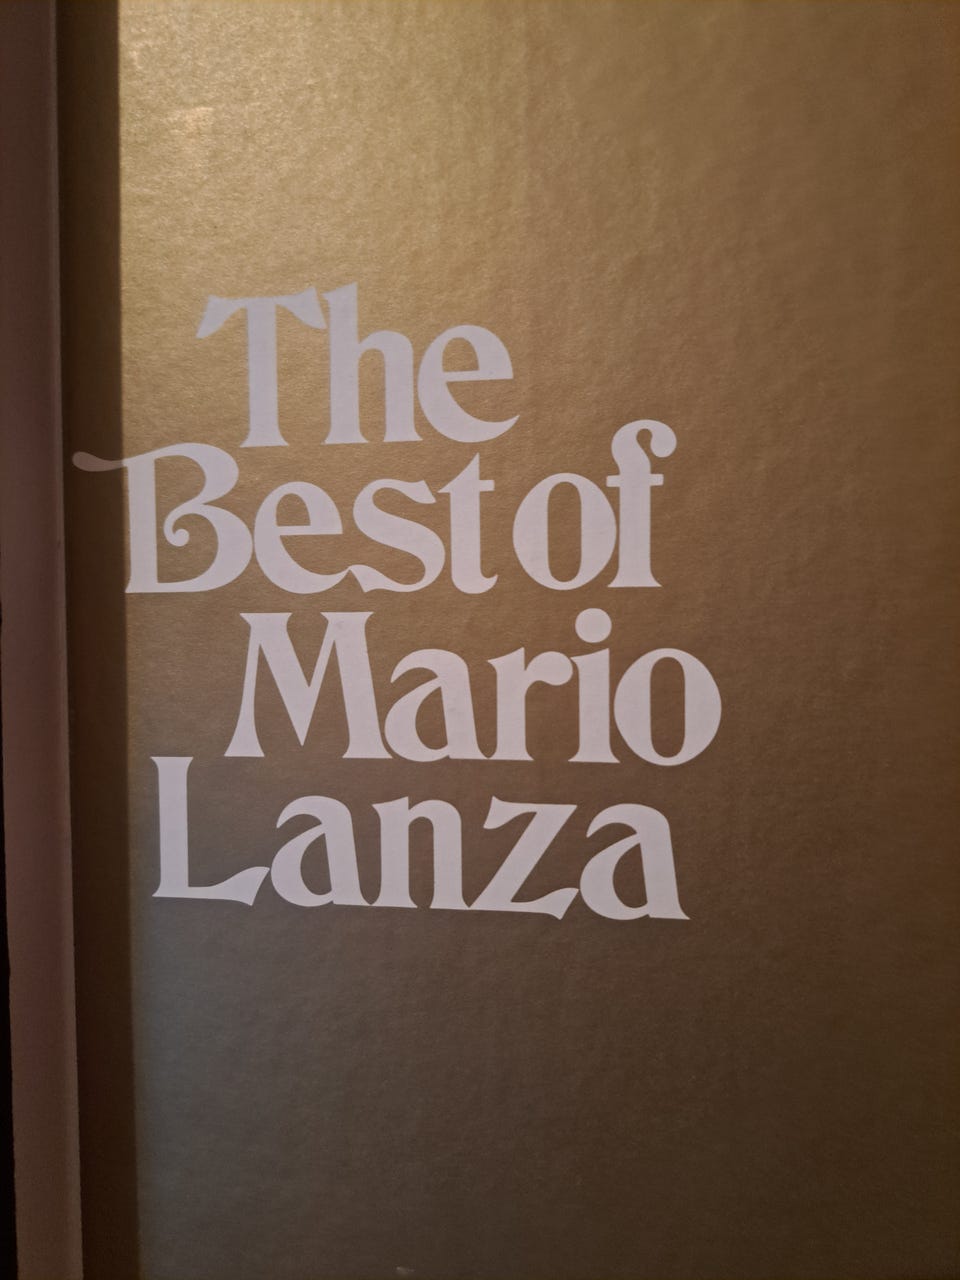 The
Best of
Mario
Lanza